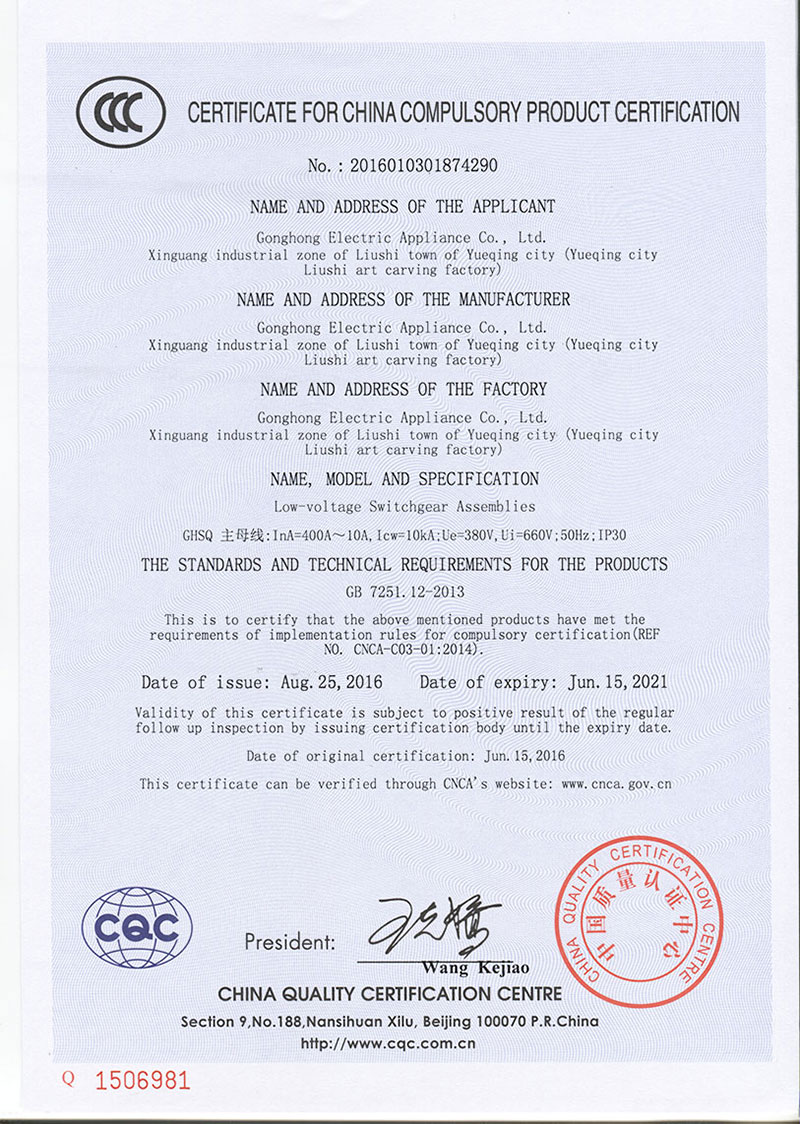 CCC
CERTIFICATE FOR CHINA COMPULSORY PRODUCT CERTIFICATION
No. : 2016010301874290
NAME AND ADDRESS OF THE APPLICANT
Gonghong Electric Appliance Co., Ltd.
Xinguang industrial zone of Liushi town of Yueqing city (Yueqing city
Liushi art carving factory)
NAME AND ADDRESS OF THE MANUFACTURER
Gonghong Electric Appliance Co., Ltd.
Xinguang industrial zone of Liushi town of Yueqing city (Yueqing city
Liushi art carving factory)
NAME AND ADDRESS OF THE FACTORY
Gonghong Electric Appliance Co., Ltd.
Xinguang industrial zone of Liushi town of Yueqing city (Yueqing city
Liushi art carving factory)
NAME, MODEL AND SPECIFICATION
Low-voltage Switchgear Assemblies
GHSQ 主母线:InA=400A～10A,Icw=10kA;Ue=380V,Ui=660V;50Hz;IP30
THE STANDARDS AND TECHNICAL REQUIREMENTS FOR THE PRODUCTS
GB 7251.12-2013
This is to certify that the above mentioned products have met the
requirements of implementation rules for compulsory certification(REF
NO. CNCA-C03-01:2014).
Date of issue: Aug.25,2016 Date of expiry: Jun.15,2021
Validity of this certificate is subject to positive result of the regular
follow up inspection by issuing certification body until the expiry date.
Date of original certification: Jun.15,2016
This certificate can be verified through CNCA's website: www.cnca.gov.cn
CHINA QUALITY CERTIFICATION CENTRE
中国质量认证中心
CQC
President:
王克娇
Wang Kejiao
CHINA QUALITY CERTIFICATION CENTRE
Section 9,No.188,Nansihuan Xilu, Beijing 100070 P.R.China
http://www.cqc.com.cn
Q 1506981